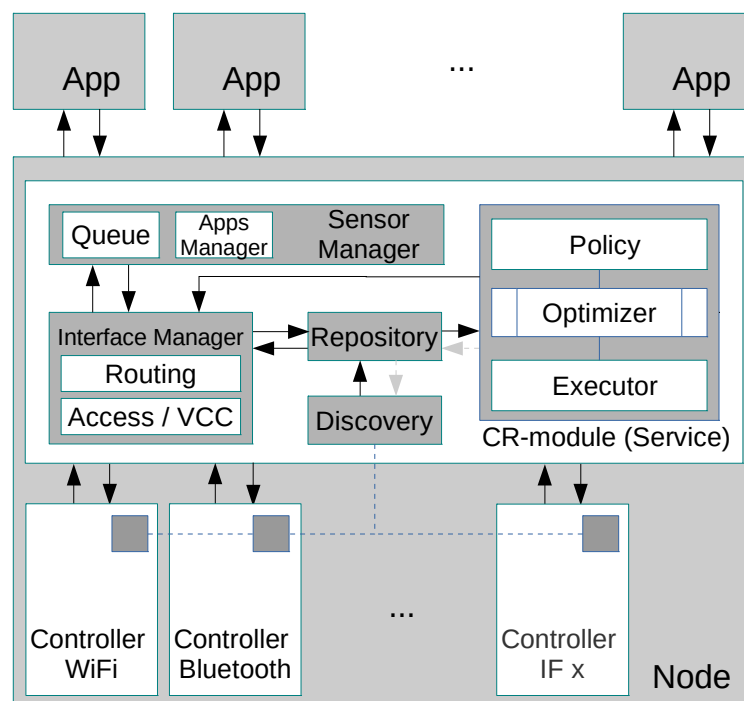 App
App
...
App
Queue
Apps
Manager
Sensor
Manager
Policy
Optimizer
Executor
CR-module (Service)
Interface Manager
Routing
Access / VCC
Repository
Discovery
Controller
WiFi
Controller
Bluetooth
...
Controller
IF x
Node